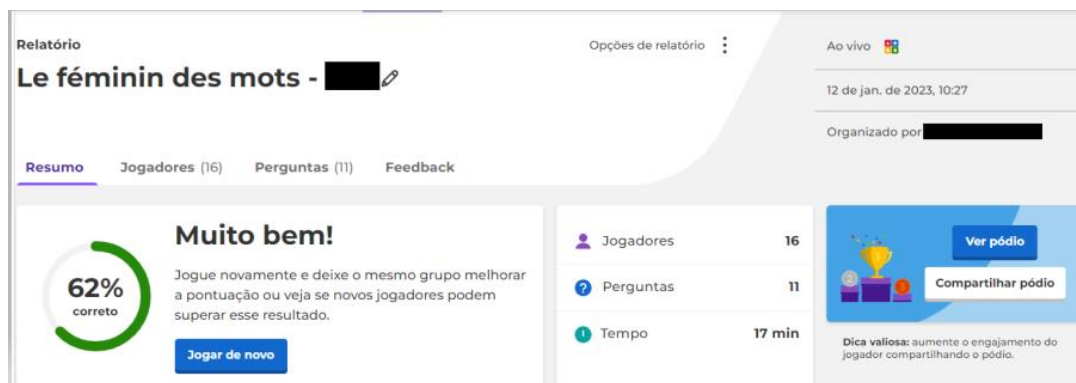 Relatório
Opções de relatório
Le féminin des mots -
Ao vivo
12 de jan. de 2023, 10:27
Organizado por
Resumo
Jogadores (16)
Perguntas (11)
Feedback
62%
correto
Muito bem!
Jogue novamente e deixe o mesmo grupo melhorar
a pontuação ou veja se novos jogadores podem
superar esse resultado.
Jogar de novo
Jogadores 16
Perguntas 11
Tempo 17 min
2
3
Ver pódio
Compartilhar pódio
Dica valiosa: aumente o engajamento do
jogador compartilhando o pódio.